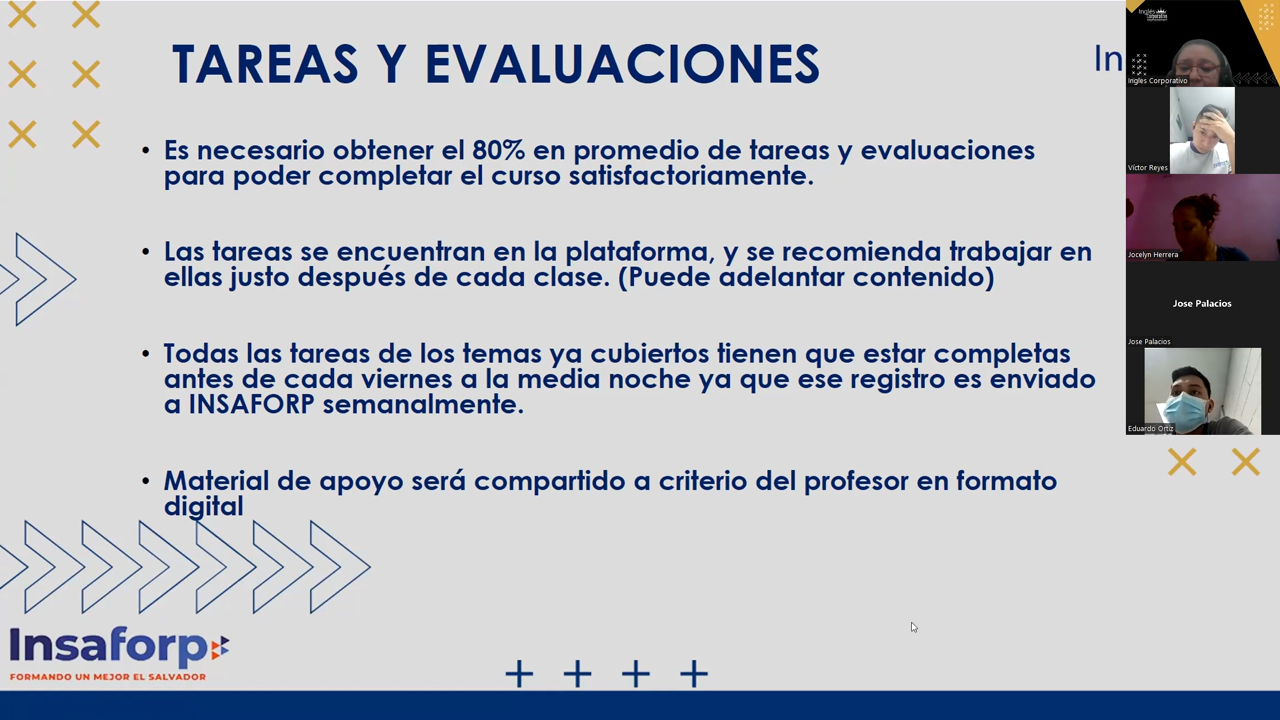 TAREAS Y EVALUACIONES
In
• Es necesario obtener el 80% en promedio de tareas y evaluaciones
para poder completar el curso satisfactoriamente.
• Las tareas se encuentran en la plataforma, y se recomienda trabajar en
ellas justo después de cada clase. (Puede adelantar contenido)
• Todas las tareas de los temas ya cubiertos tienen que estar completas
antes de cada viernes a la media noche ya que ese registro es enviado
a INSAFORP semanalmente.
• Material de apoyo será compartido a criterio del profesor en formato
digital
Insaforp
FORMANDO UN MEJOR EL SALVADOR
Inglés
Corporativo
Ingles Corporativo
Víctor Reyes
Jocelyn Herrera
Jose Palacios
Jose Palacios
Eduardo Ortiz